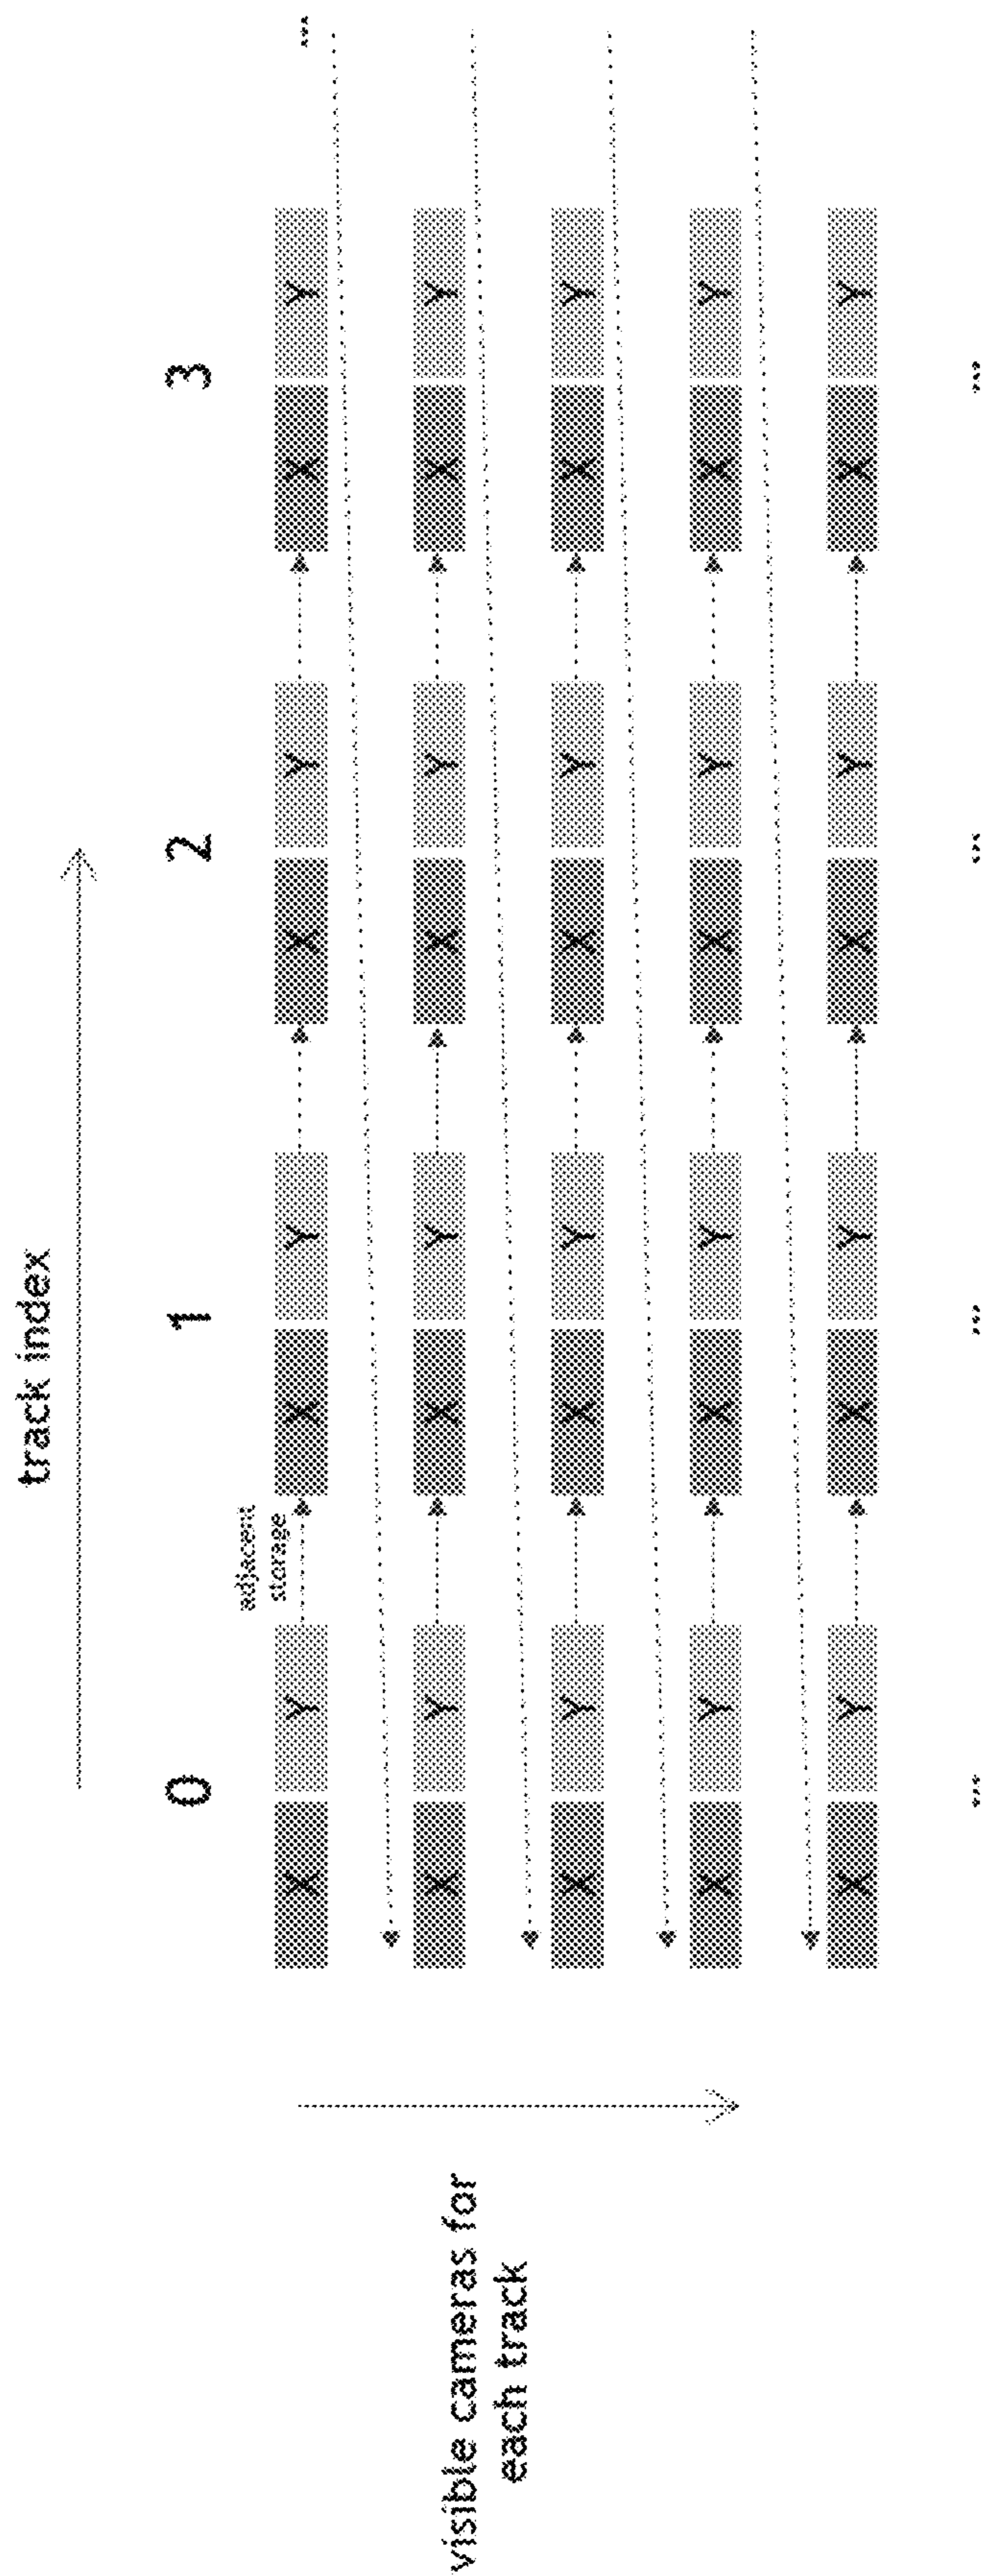 track index
0 1 2 3
adjacent
storage
X Y X Y X Y X Y ...
X Y X Y X Y X Y
X Y X Y X Y X Y
X Y X Y X Y X Y
X Y X Y X Y X Y
... ... ... ...
visible cameras for
each track